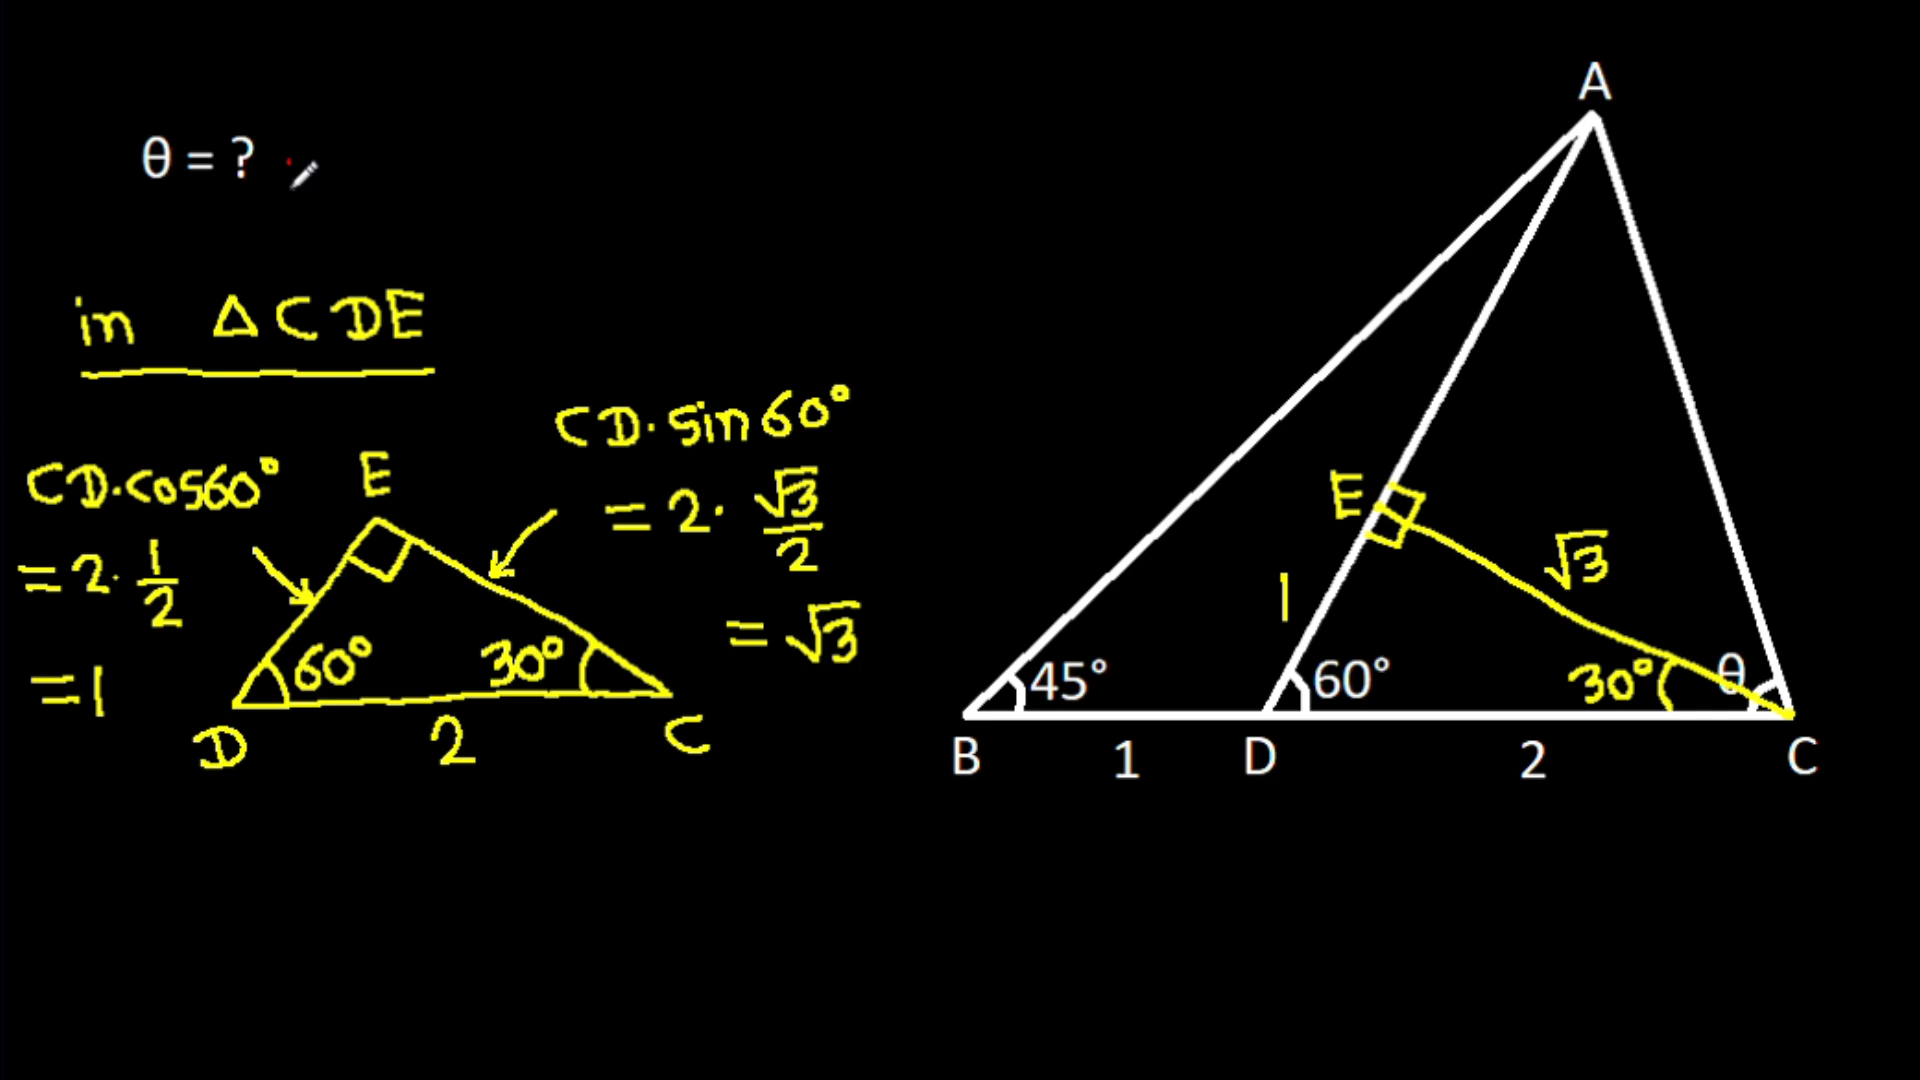 θ = ?
in Δ CDE
CD.cos60°
= 2. 1/2
= 1
E
CD.sin60°
= 2. √3/2
= √3
60°
30°
D
2
C
A
E
√3
1
45°
60°
30°
θ
B
1
D
2
C